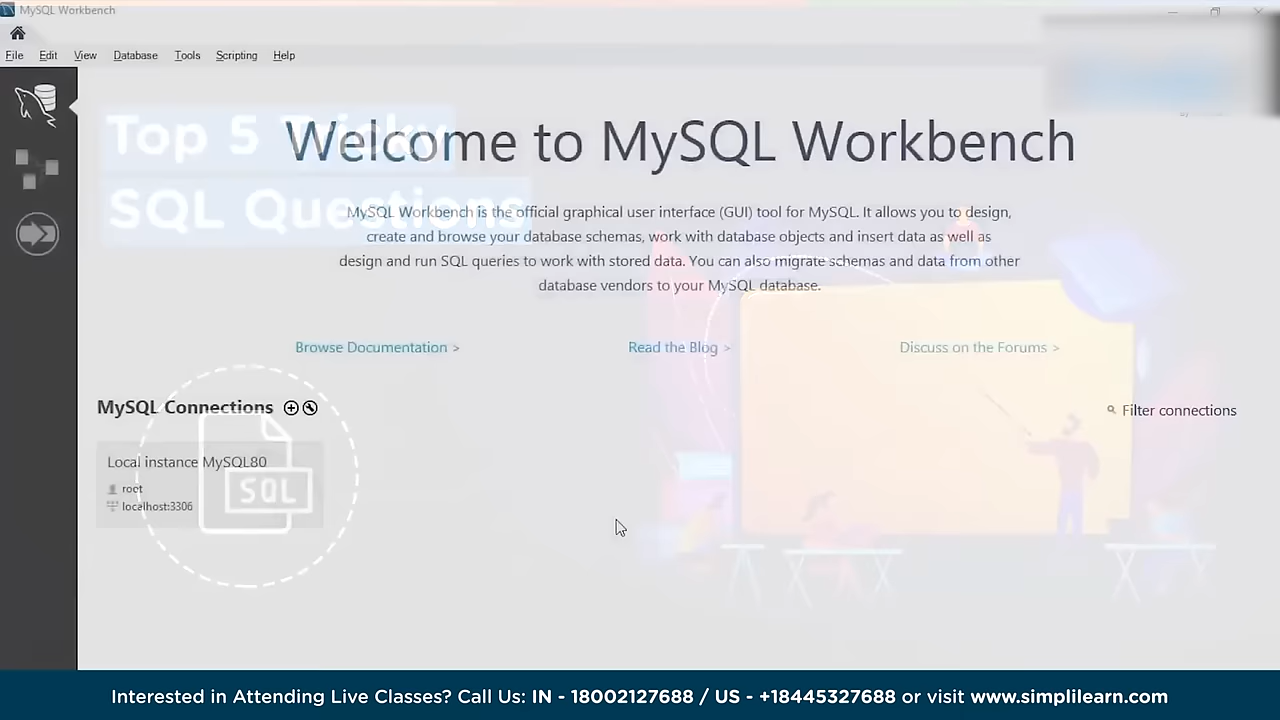 MySQL Workbench
File Edit View Database Tools Scripting Help
Top 5 Tricky
SQL Questions
Welcome to MySQL Workbench
MySQL Workbench is the official graphical user interface (GUI) tool for MySQL. It allows you to design,
create and browse your database schemas, work with database objects and insert data as well as
design and run SQL queries to work with stored data. You can also migrate schemas and data from other
database vendors to your MySQL database.
Browse Documentation >
Read the Blog >
Discuss on the Forums >
MySQL Connections
Filter connections
Local instance MySQL80
root
localhost:3306
SQL
Interested in Attending Live Classes? Call Us: IN - 18002127688 / US - +18445327688 or visit www.simplilearn.com